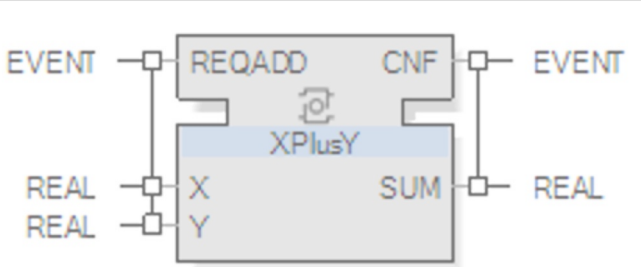 EVENT REQADD CNF EVENT
XPlusY
REAL X SUM REAL
REAL Y